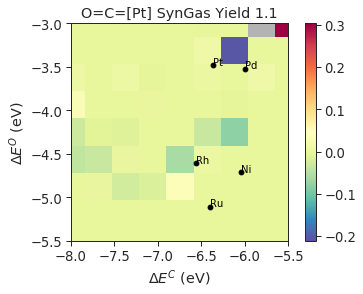 O=C=[Pt] SynGas Yield 1.1
−3.0
−3.5
−4.0
−4.5
−5.0
−5.5
ΔE^O (eV)
Pt
Pd
Rh
Ni
Ru
−8.0 −7.5 −7.0 −6.5 −6.0 −5.5
ΔE^C (eV)
0.3
0.2
0.1
0.0
−0.1
−0.2